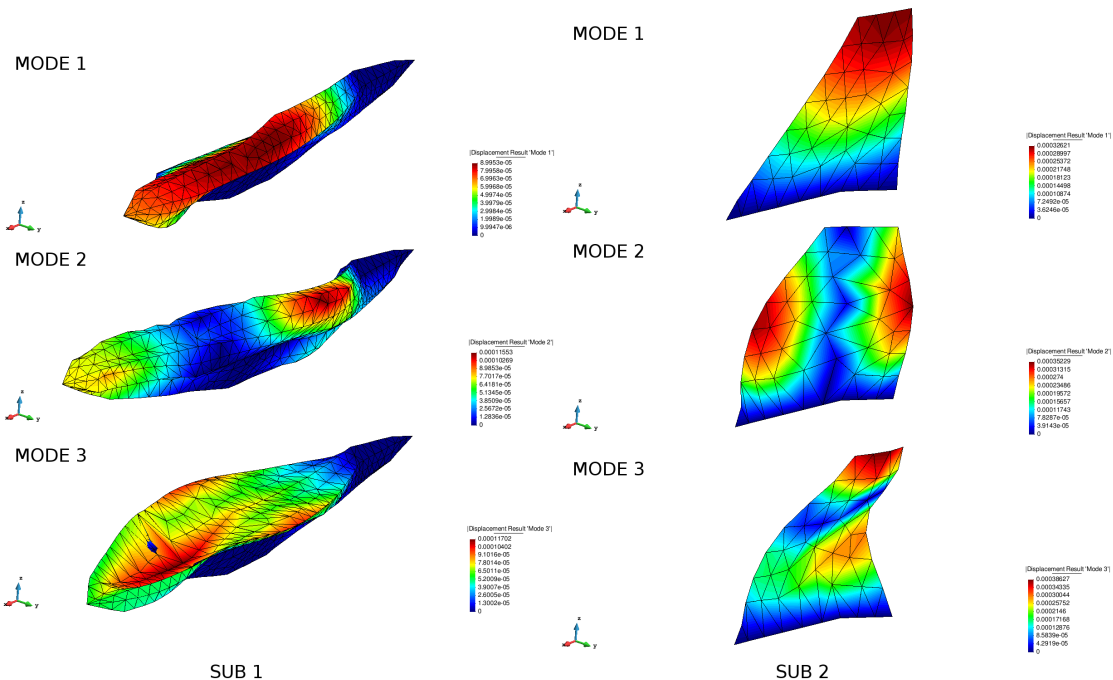 MODE 1
|Displacement Result 'Mode 1'|
8.9953e-05
7.9958e-05
6.9963e-05
5.9968e-05
4.9974e-05
3.9979e-05
2.9984e-05
1.9989e-05
9.9947e-06
0
z
x
y
MODE 2
|Displacement Result 'Mode 2'|
0.00011553
0.00010269
8.9853e-05
7.7017e-05
6.4181e-05
5.1345e-05
3.8509e-05
2.5672e-05
1.2836e-05
0
z
x
y
MODE 3
|Displacement Result 'Mode 3'|
0.00011702
0.00010402
9.1016e-05
7.8014e-05
6.5011e-05
5.2009e-05
3.9007e-05
2.6005e-05
1.3002e-05
0
z
x
y
SUB 1
MODE 1
|Displacement Result 'Mode 1'|
0.00032621
0.00028997
0.00025372
0.00021748
0.00018123
0.00014498
0.00010874
7.2492e-05
3.6246e-05
0
z
x
y
MODE 2
|Displacement Result 'Mode 2'|
0.00035229
0.00031315
0.000274
0.00023486
0.00019572
0.00015657
0.00011743
7.8287e-05
3.9143e-05
0
z
x
y
MODE 3
|Displacement Result 'Mode 3'|
0.00038627
0.00034335
0.00030044
0.00025752
0.0002146
0.00017168
0.00012876
8.5839e-05
4.2919e-05
0
z
x
y
SUB 2